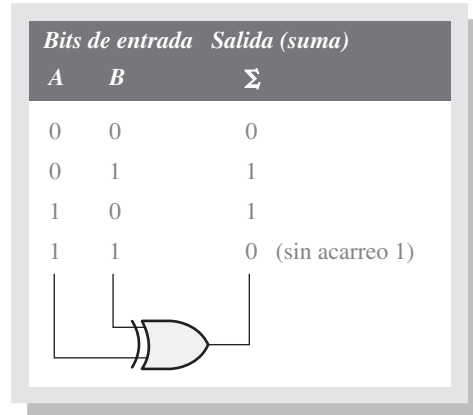 Bits de entrada Salida (suma)
A B Σ
0 0 0
0 1 1
1 0 1
1 1 0 (sin acarreo 1)